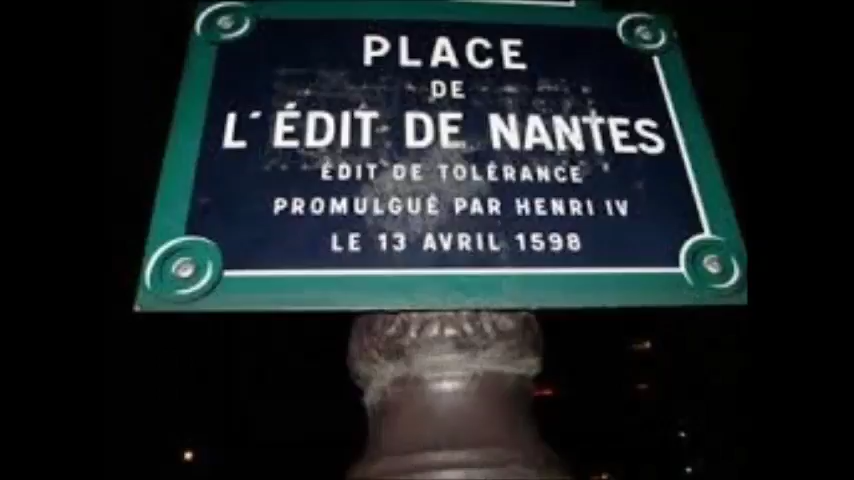 PLACE
DE
L'ÉDIT DE NANTES
ÉDIT DE TOLÉRANCE
PROMULGUÉ PAR HENRI IV
LE 13 AVRIL 1598